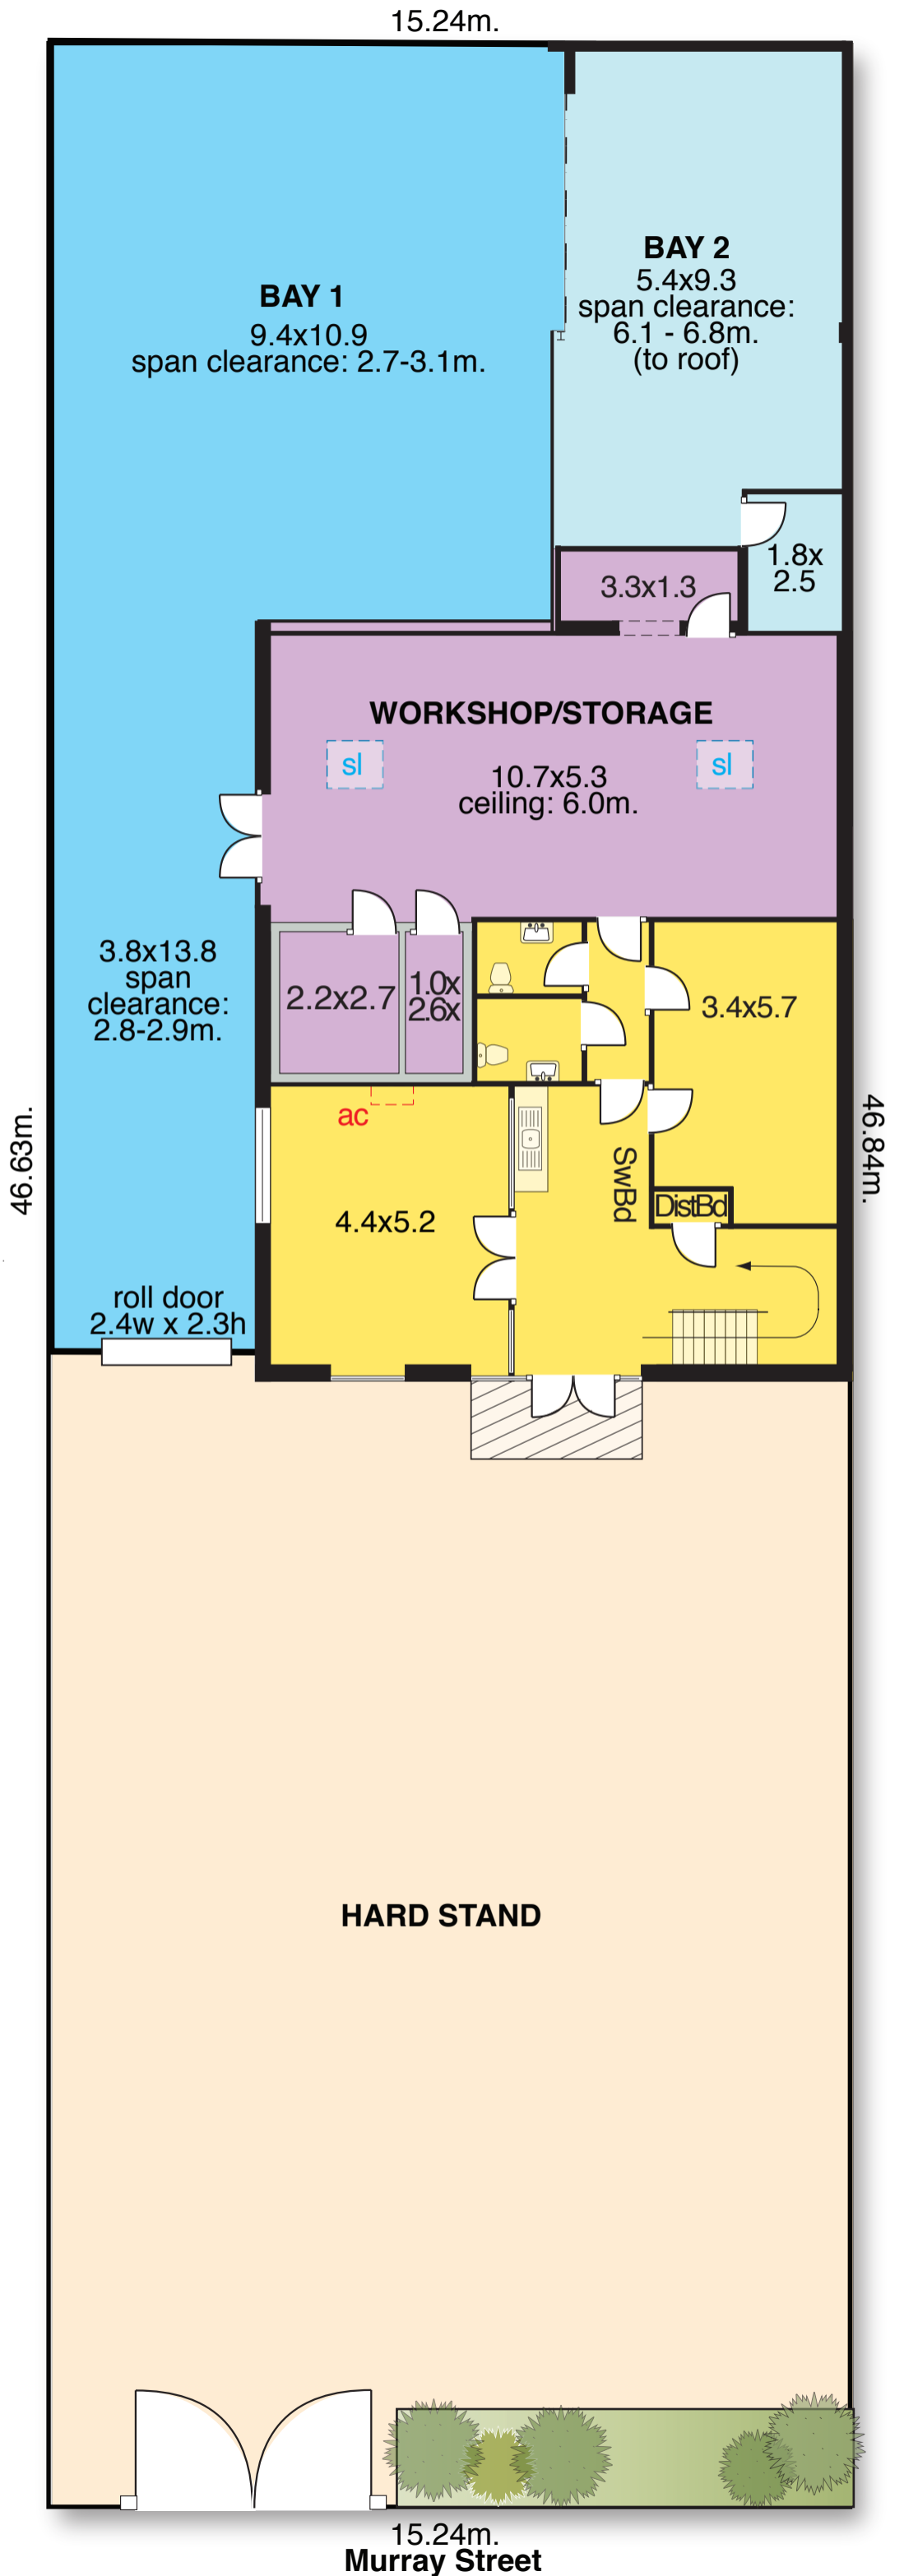 15.24m.
BAY 1
9.4x10.9
span clearance: 2.7-3.1m.
BAY 2
5.4x9.3
span clearance:
6.1 - 6.8m.
(to roof)
1.8x
2.5
3.3x1.3
WORKSHOP/STORAGE
sl
sl
10.7x5.3
ceiling: 6.0m.
3.8x13.8
span
clearance:
2.8-2.9m.
2.2x2.7
1.0x
2.6x
3.4x5.7
46.63m.
46.84m.
ac
SwBd
DistBd
4.4x5.2
roll door
2.4w x 2.3h
HARD STAND
15.24m.
Murray Street